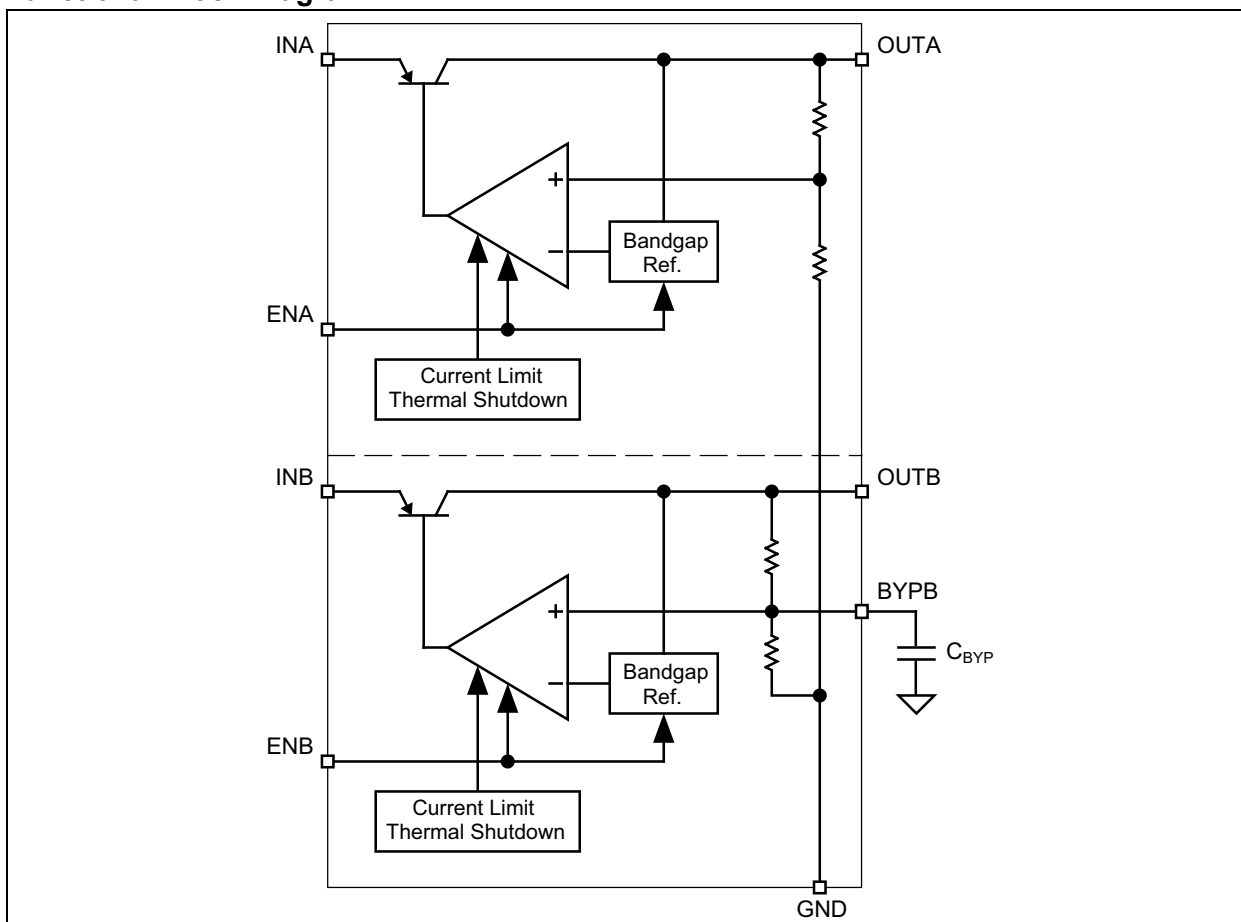 INA
OUTA
+
−
Bandgap
Ref.
ENA
Current Limit
Thermal Shutdown
INB
OUTB
BYPB
+
−
CBYP
Bandgap
Ref.
ENB
Current Limit
Thermal Shutdown
GND